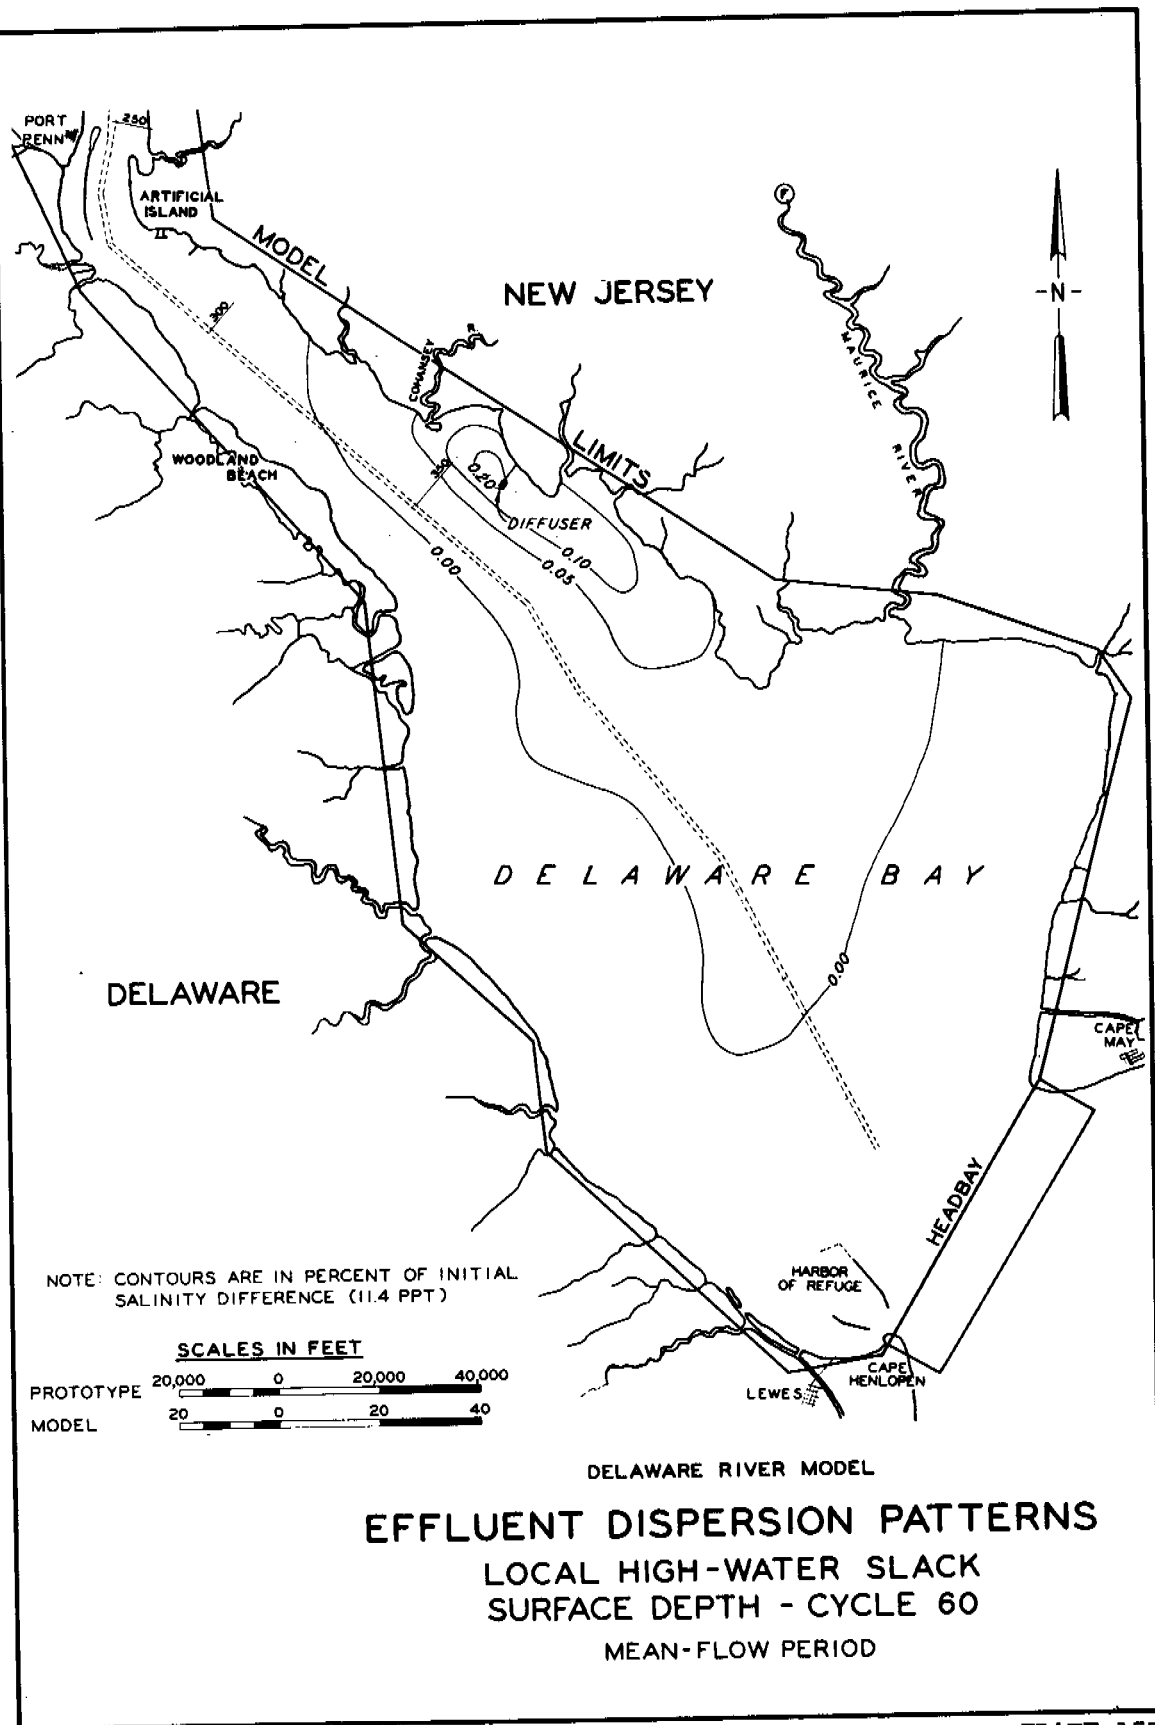 PORT
PENN
250
ARTIFICIAL
ISLAND
MODEL
NEW JERSEY
-N-
300
COHANSEY
R.
MAURICE
RIVER
LIMITS
WOODLAND
BEACH
350
0.20
DIFFUSER
0.10
0.05
0.00
DELAWARE BAY
0.00
DELAWARE
CAPE
MAY
HEADBAY
HARBOR
OF REFUGE
NOTE: CONTOURS ARE IN PERCENT OF INITIAL
SALINITY DIFFERENCE (11.4 PPT)
SCALES IN FEET
PROTOTYPE 20,000 0 20,000 40,000
MODEL 20 0 20 40
CAPE
HENLOPEN
LEWES
DELAWARE RIVER MODEL
EFFLUENT DISPERSION PATTERNS
LOCAL HIGH-WATER SLACK
SURFACE DEPTH - CYCLE 60
MEAN-FLOW PERIOD